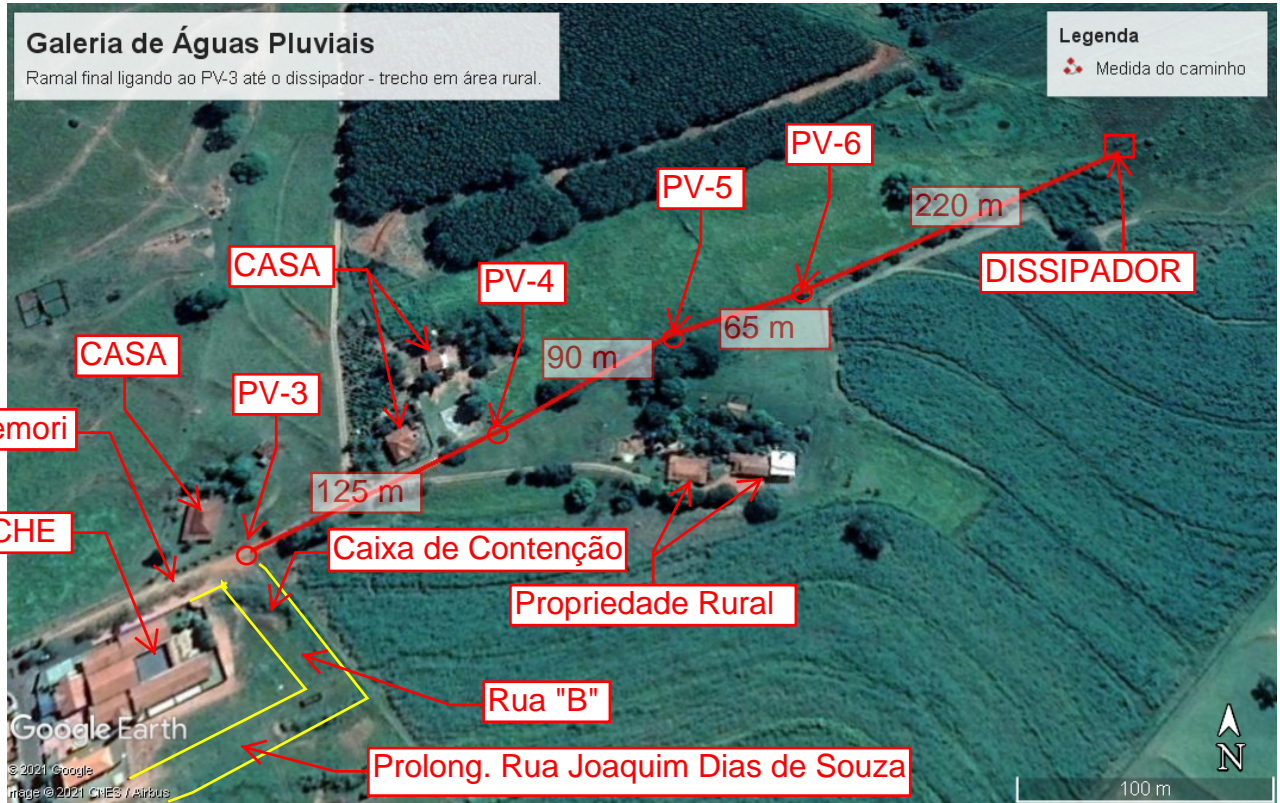 Galeria de Águas Pluviais
Ramal final ligando ao PV-3 até o dissipador - trecho em área rural.
Legenda
Medida do caminho
PV-6
PV-5
220 m
CASA
PV-4
DISSIPADOR
65 m
90 m
CASA
PV-3
emori
125 m
CHE
Caixa de Contenção
Propriedade Rural
Rua "B"
Google Earth
Prolong. Rua Joaquim Dias de Souza
N
© 2021 Google
mage © 2021 CNES / Airbus
100 m